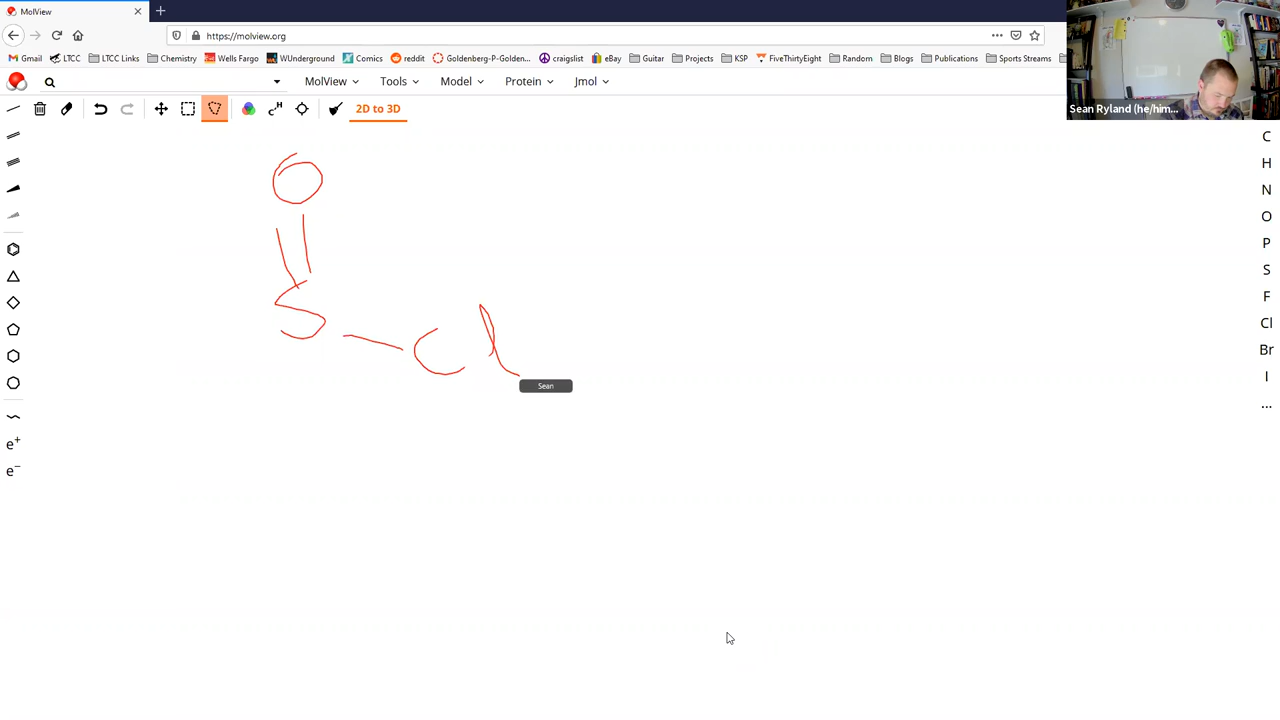 MolView
https://molview.org
Gmail LTCC LTCC Links Chemistry Wells Fargo WUnderground Comics reddit Goldenberg-P-Golden... craigslist eBay Guitar Projects KSP FiveThirtyEight Random Blogs Publications Sports Streams
MolView Tools Model Protein Jmol
C H 2D to 3D
Sean Ryland (he/him...
C
H
N
O
P
S
F
Cl
Br
I
...
e+
e−
O
S
Cl
Sean